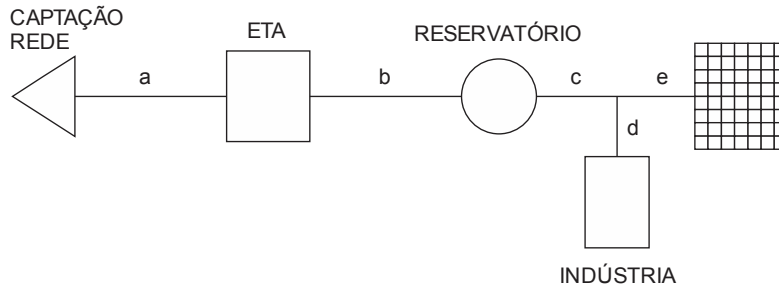 CAPTAÇÃO
REDE
ETA
RESERVATÓRIO
a
b
c
e
d
INDÚSTRIA